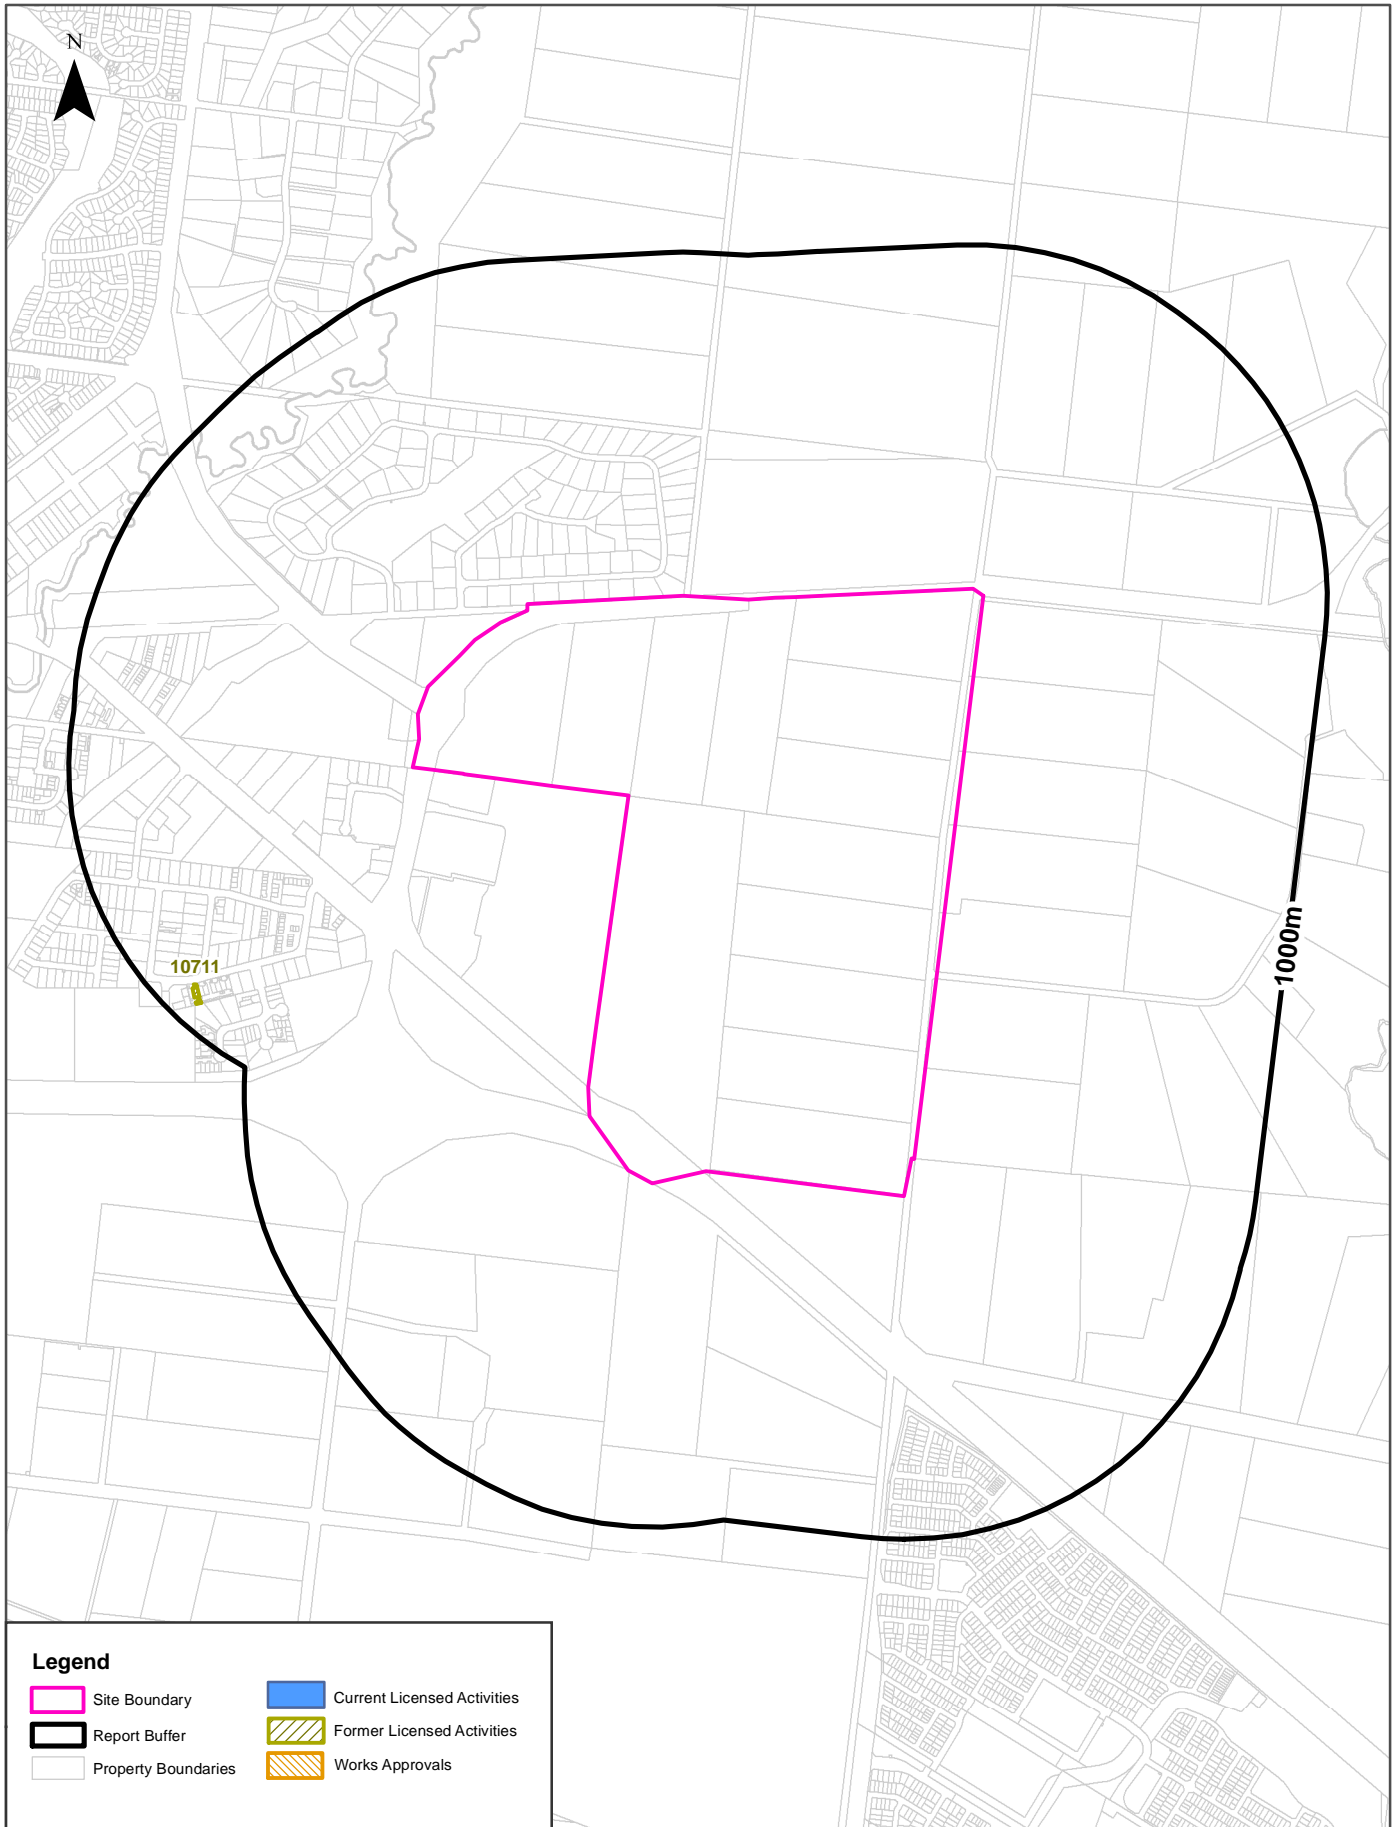 N
10711
1000m
Legend
Site Boundary
Report Buffer
Property Boundaries
Current Licensed Activities
Former Licensed Activities
Works Approvals